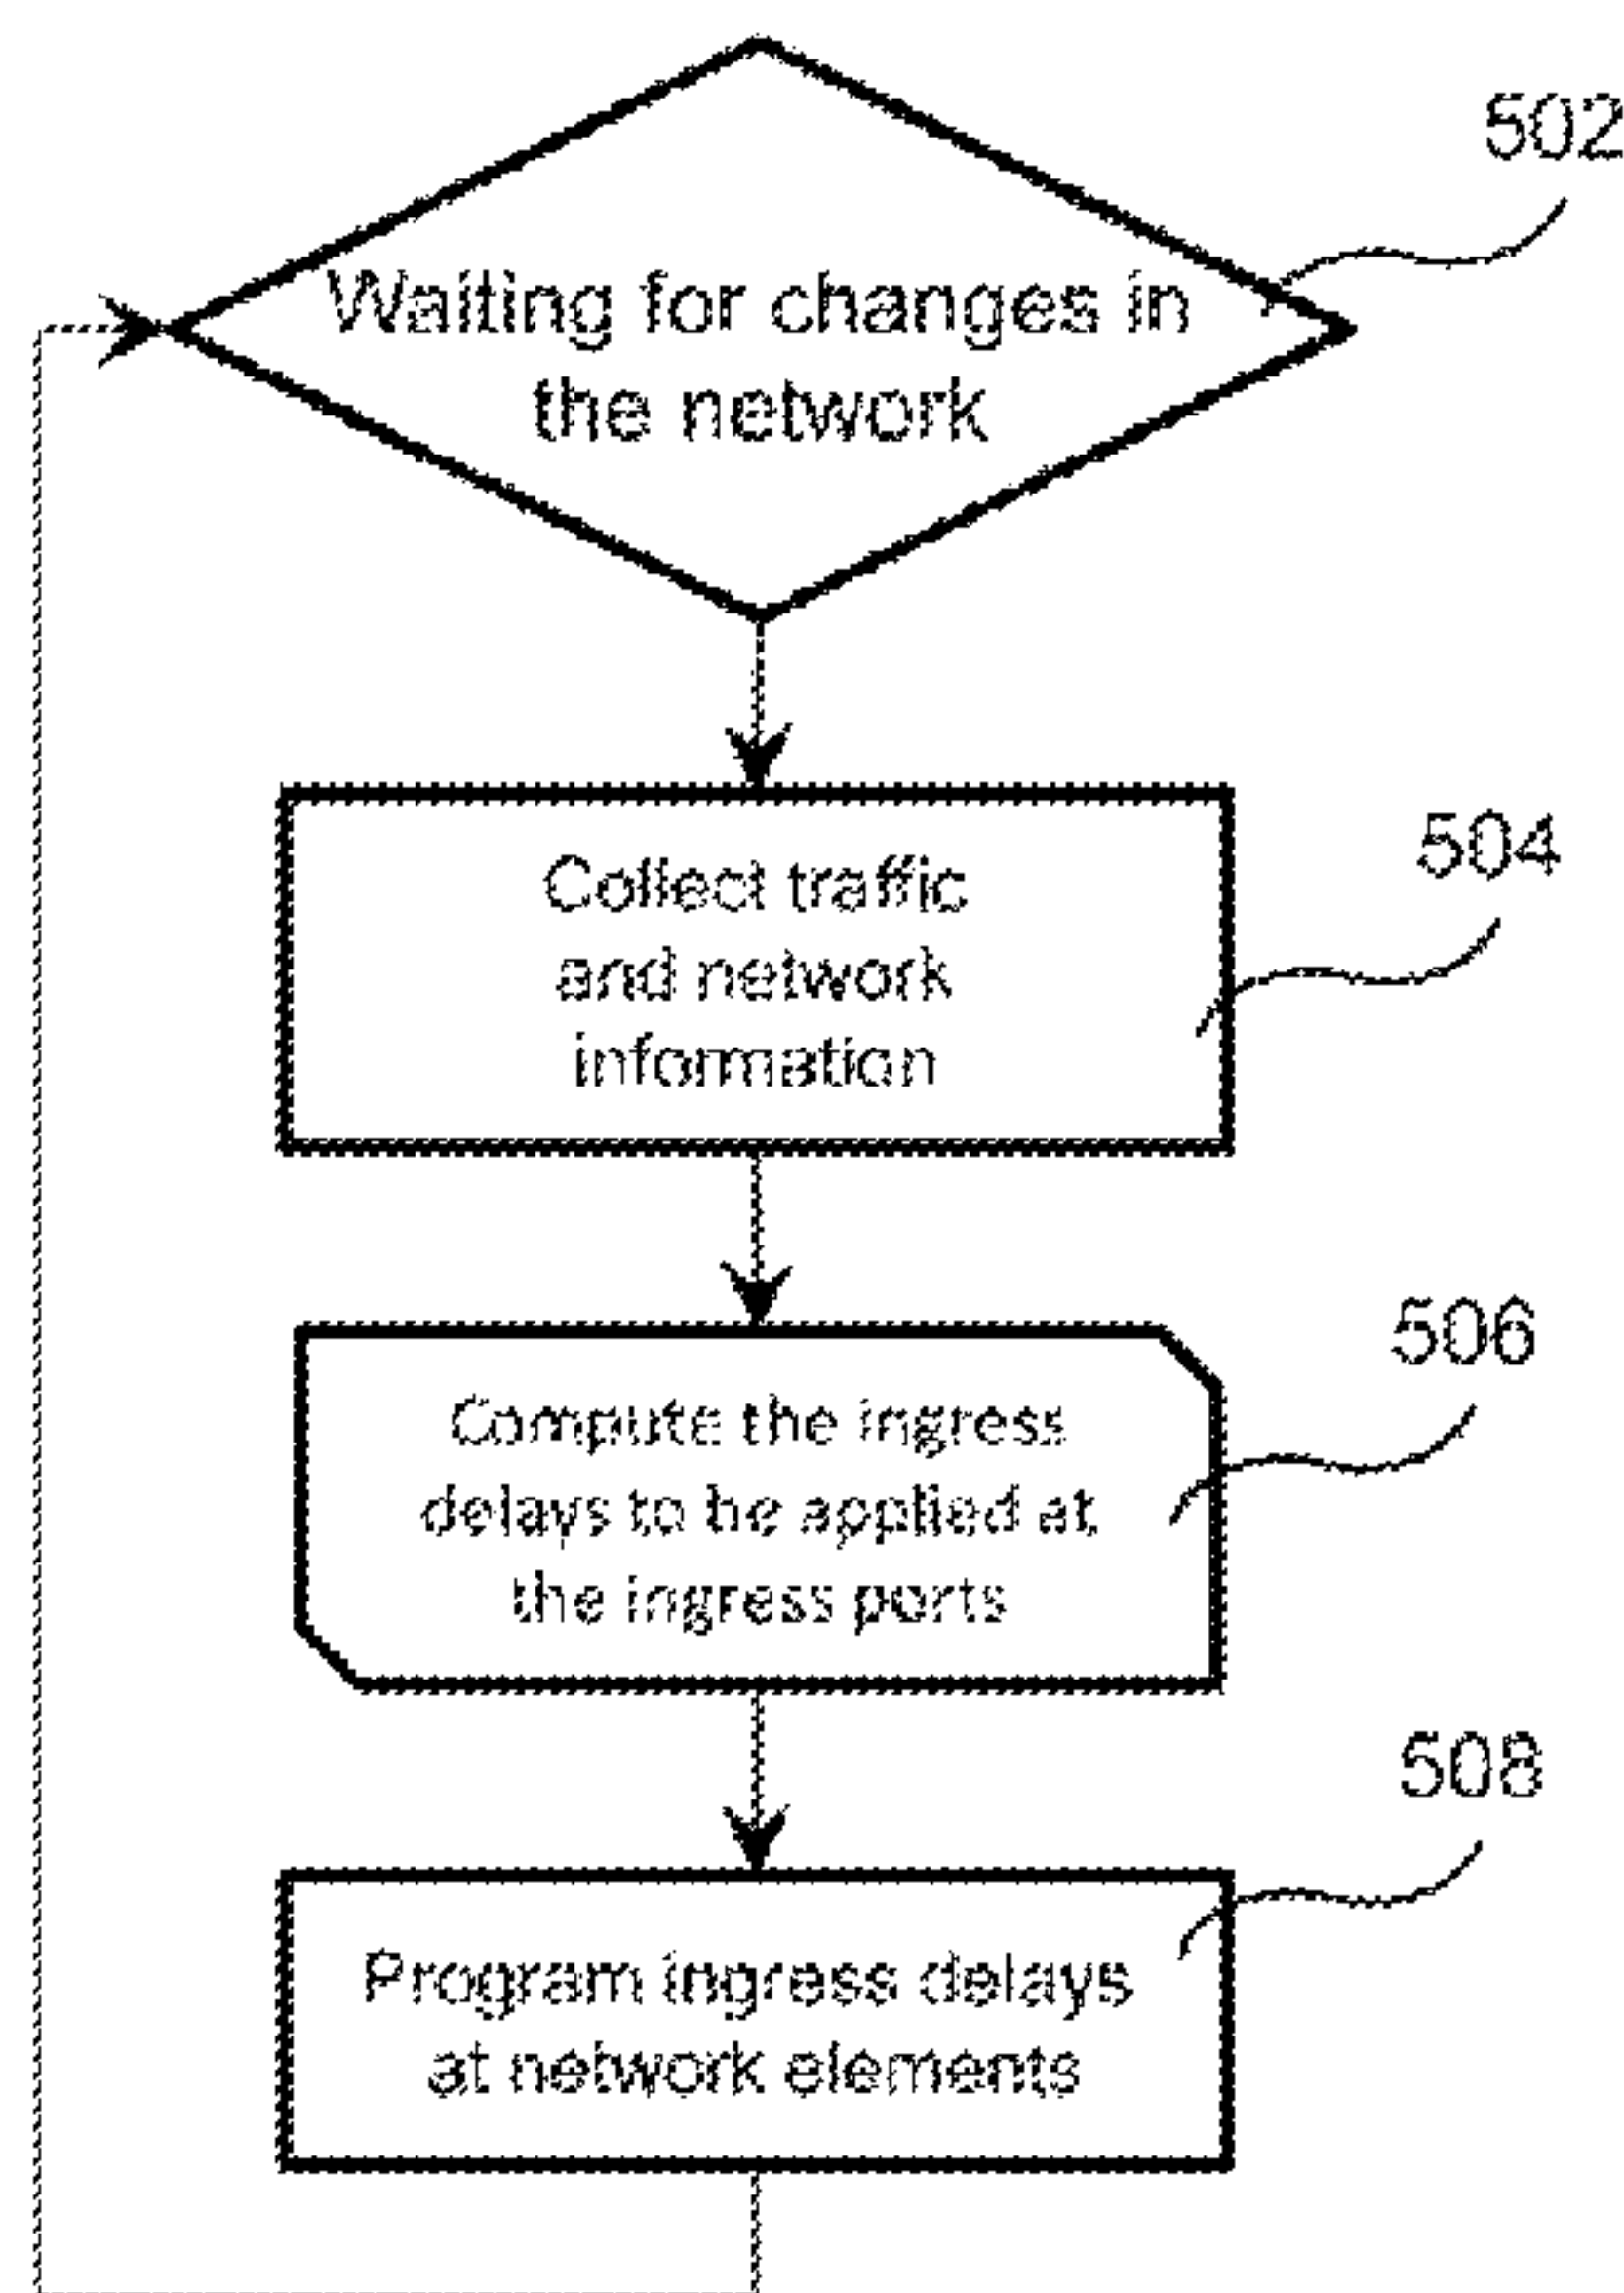 502
Waiting for changes in
the network
504
Collect traffic
and network
information
506
Compute the ingress
delays to be applied at
the ingress ports
508
Program ingress delays
at network elements